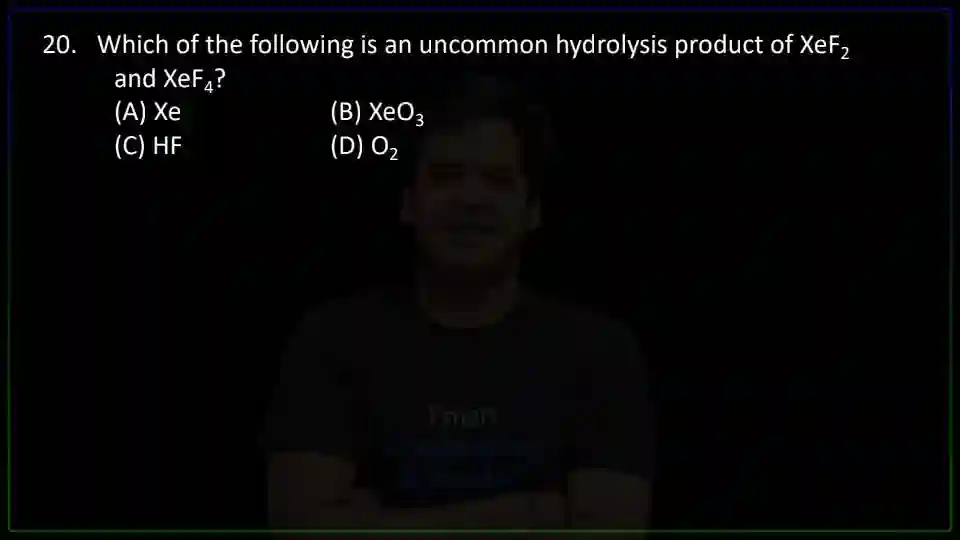 20. Which of the following is an uncommon hydrolysis product of XeF₂
and XeF₄?
(A) Xe (B) XeO₃
(C) HF (D) O₂